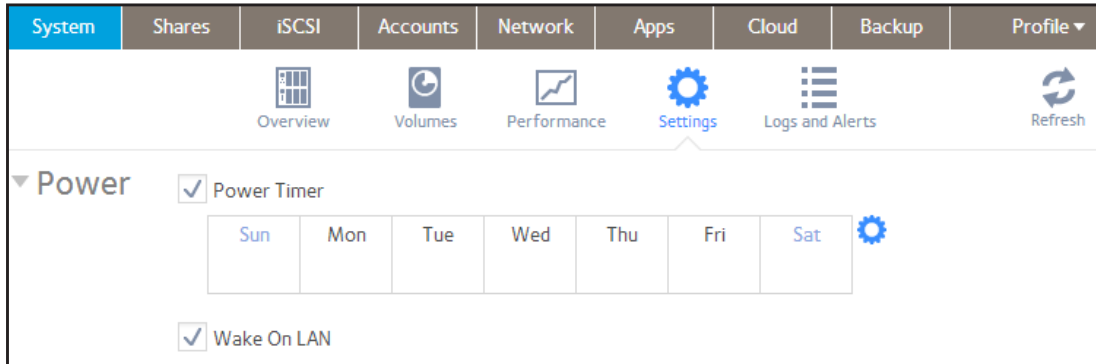 System Shares iSCSI Accounts Network Apps Cloud Backup Profile
Overview Volumes Performance Settings Logs and Alerts Refresh
Power
Power Timer
Sun Mon Tue Wed Thu Fri Sat
Wake On LAN